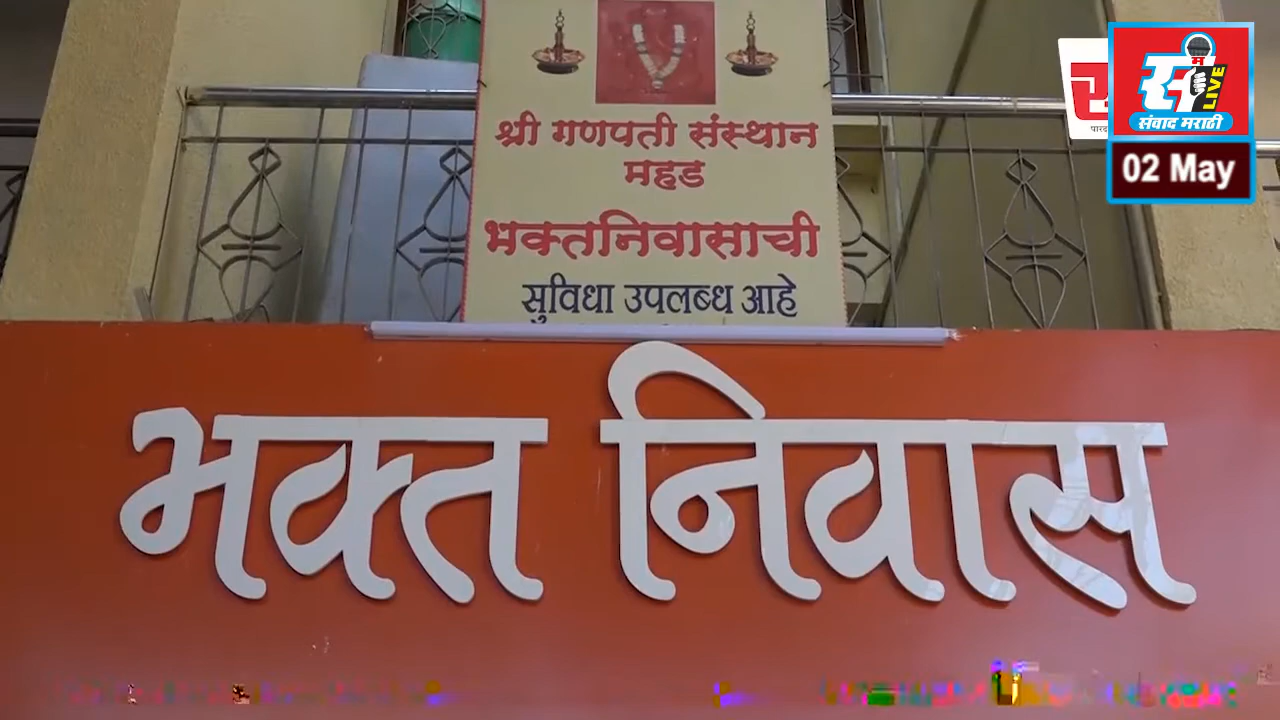 श्री गणपती संस्थान
महड
भक्तनिवासाची
सुविधा उपलब्ध आहे
भक्त निवास
स
म
LIVE
संवाद मराठी
02 May